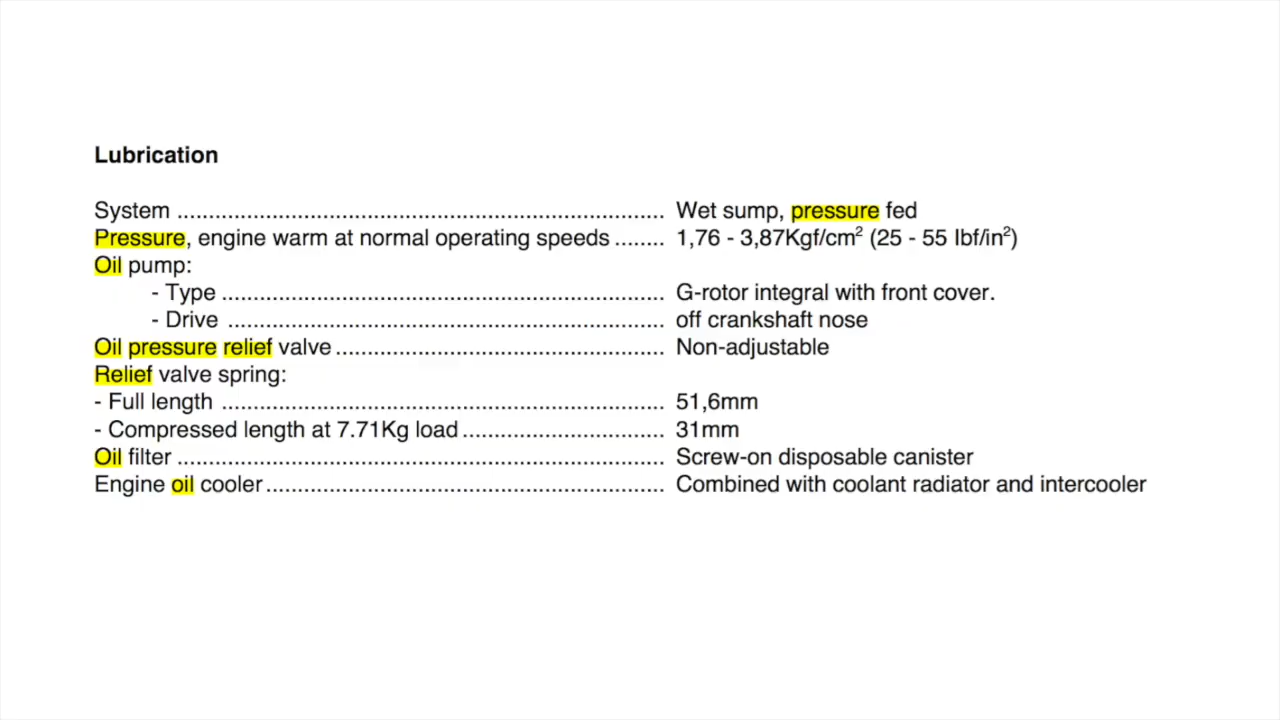 Lubrication
System ............................................................................. Wet sump, pressure fed
Pressure, engine warm at normal operating speeds ........ 1,76 - 3,87Kgf/cm² (25 - 55 lbf/in²)
Oil pump:
- Type ...................................................................... G-rotor integral with front cover.
- Drive ..................................................................... off crankshaft nose
Oil pressure relief valve .................................................... Non-adjustable
Relief valve spring:
- Full length ...................................................................... 51,6mm
- Compressed length at 7.71Kg load ................................ 31mm
Oil filter ............................................................................. Screw-on disposable canister
Engine oil cooler ............................................................... Combined with coolant radiator and intercooler